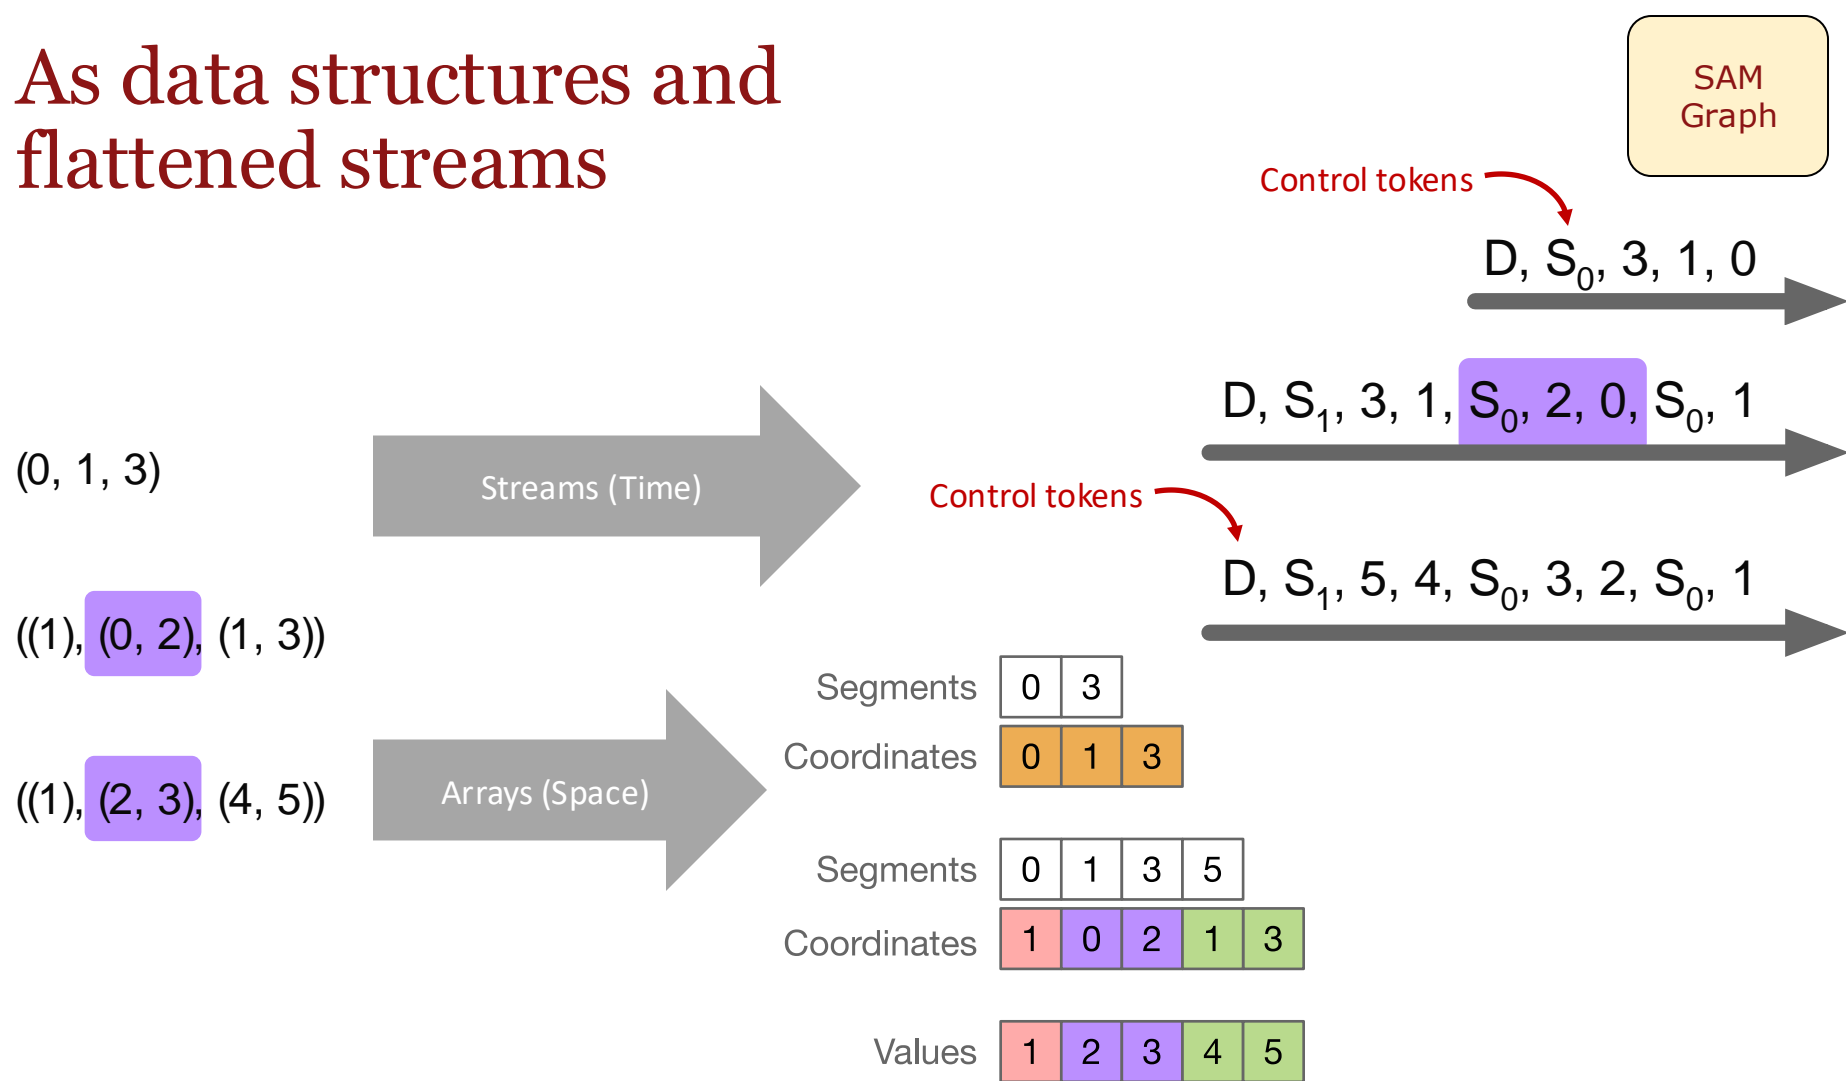 As data structures and
flattened streams
SAM
Graph
Control tokens
D, S₀, 3, 1, 0
D, S₁, 3, 1, S₀, 2, 0, S₀, 1
(0, 1, 3)
Streams (Time)
Control tokens
D, S₁, 5, 4, S₀, 3, 2, S₀, 1
((1), (0, 2), (1, 3))
Segments 0 3
Coordinates 0 1 3
((1), (2, 3), (4, 5))
Arrays (Space)
Segments 0 1 3 5
Coordinates 1 0 2 1 3
Values 1 2 3 4 5